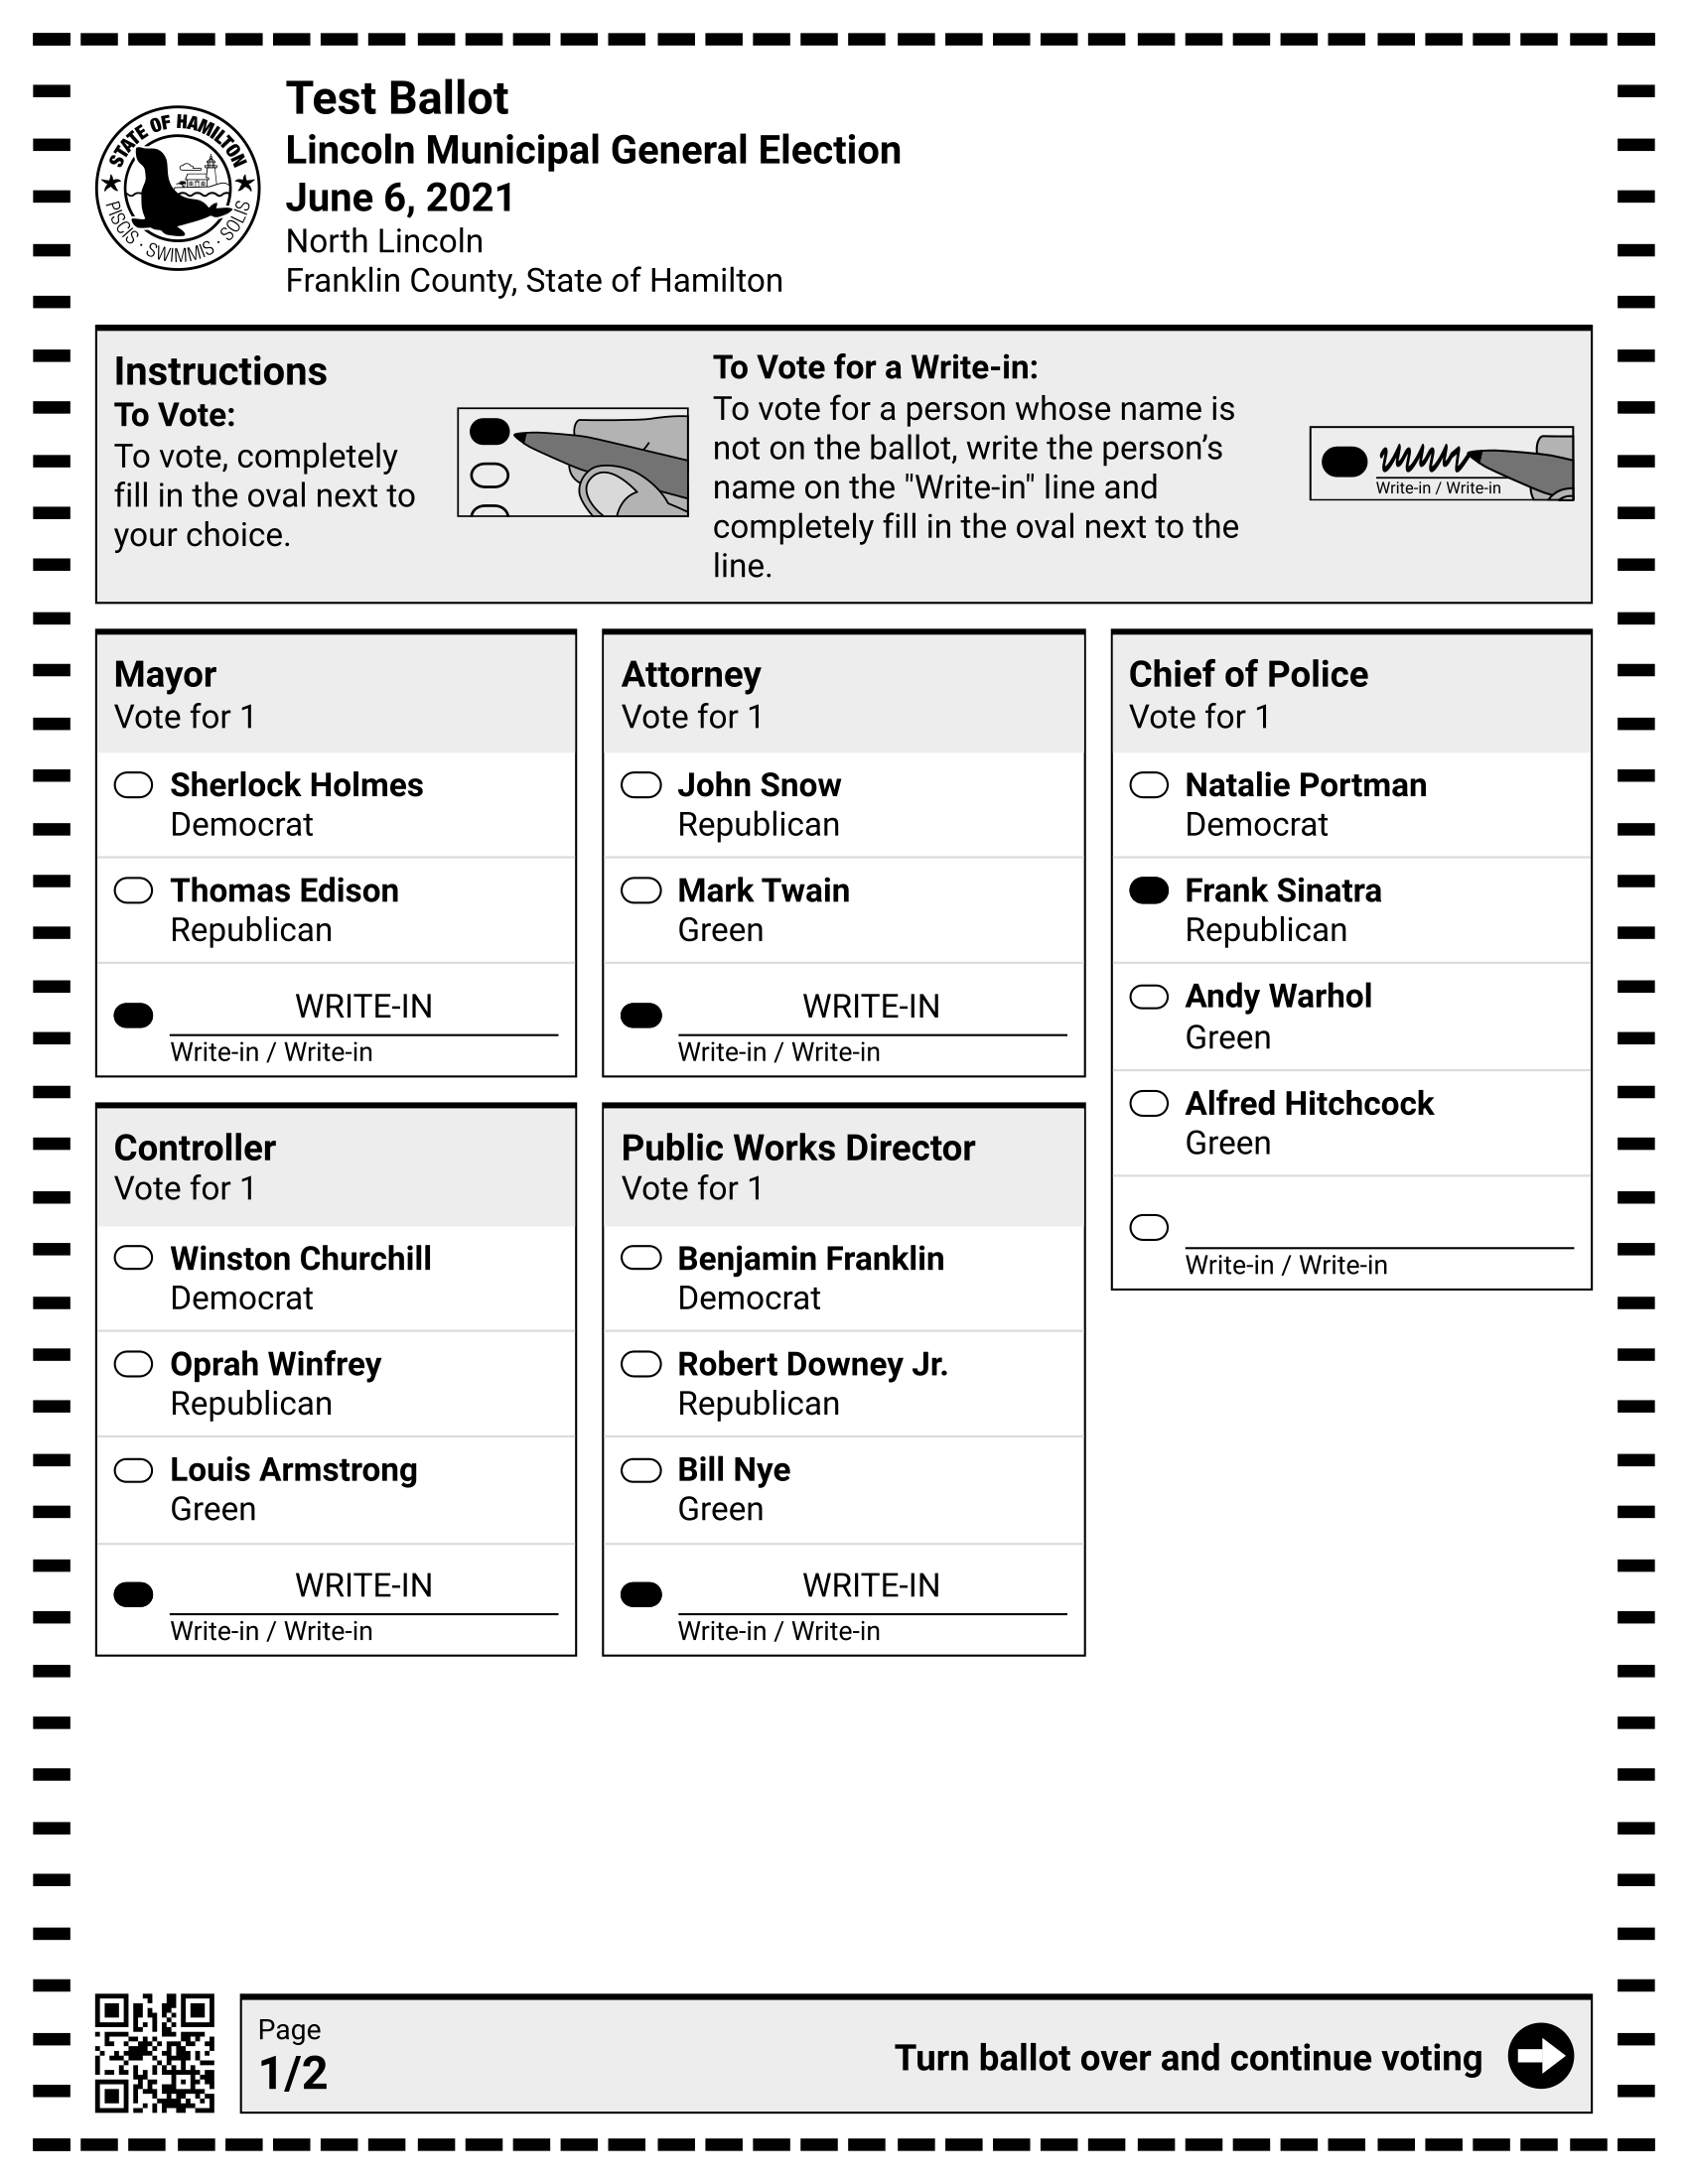 STATE OF HAMILTON
PISCIS · SWIMMIS · SOLIS
Test Ballot
Lincoln Municipal General Election
June 6, 2021
North Lincoln
Franklin County, State of Hamilton
Instructions
To Vote:
To vote, completely
fill in the oval next to
your choice.
To Vote for a Write-in:
To vote for a person whose name is
not on the ballot, write the person’s
name on the "Write-in" line and
completely fill in the oval next to the
line.
Write-in / Write-in
Mayor
Vote for 1
Sherlock Holmes
Democrat
Thomas Edison
Republican
WRITE-IN
Write-in / Write-in
Controller
Vote for 1
Winston Churchill
Democrat
Oprah Winfrey
Republican
Louis Armstrong
Green
WRITE-IN
Write-in / Write-in
Attorney
Vote for 1
John Snow
Republican
Mark Twain
Green
WRITE-IN
Write-in / Write-in
Public Works Director
Vote for 1
Benjamin Franklin
Democrat
Robert Downey Jr.
Republican
Bill Nye
Green
WRITE-IN
Write-in / Write-in
Chief of Police
Vote for 1
Natalie Portman
Democrat
Frank Sinatra
Republican
Andy Warhol
Green
Alfred Hitchcock
Green
Write-in / Write-in
Page
1/2
Turn ballot over and continue voting